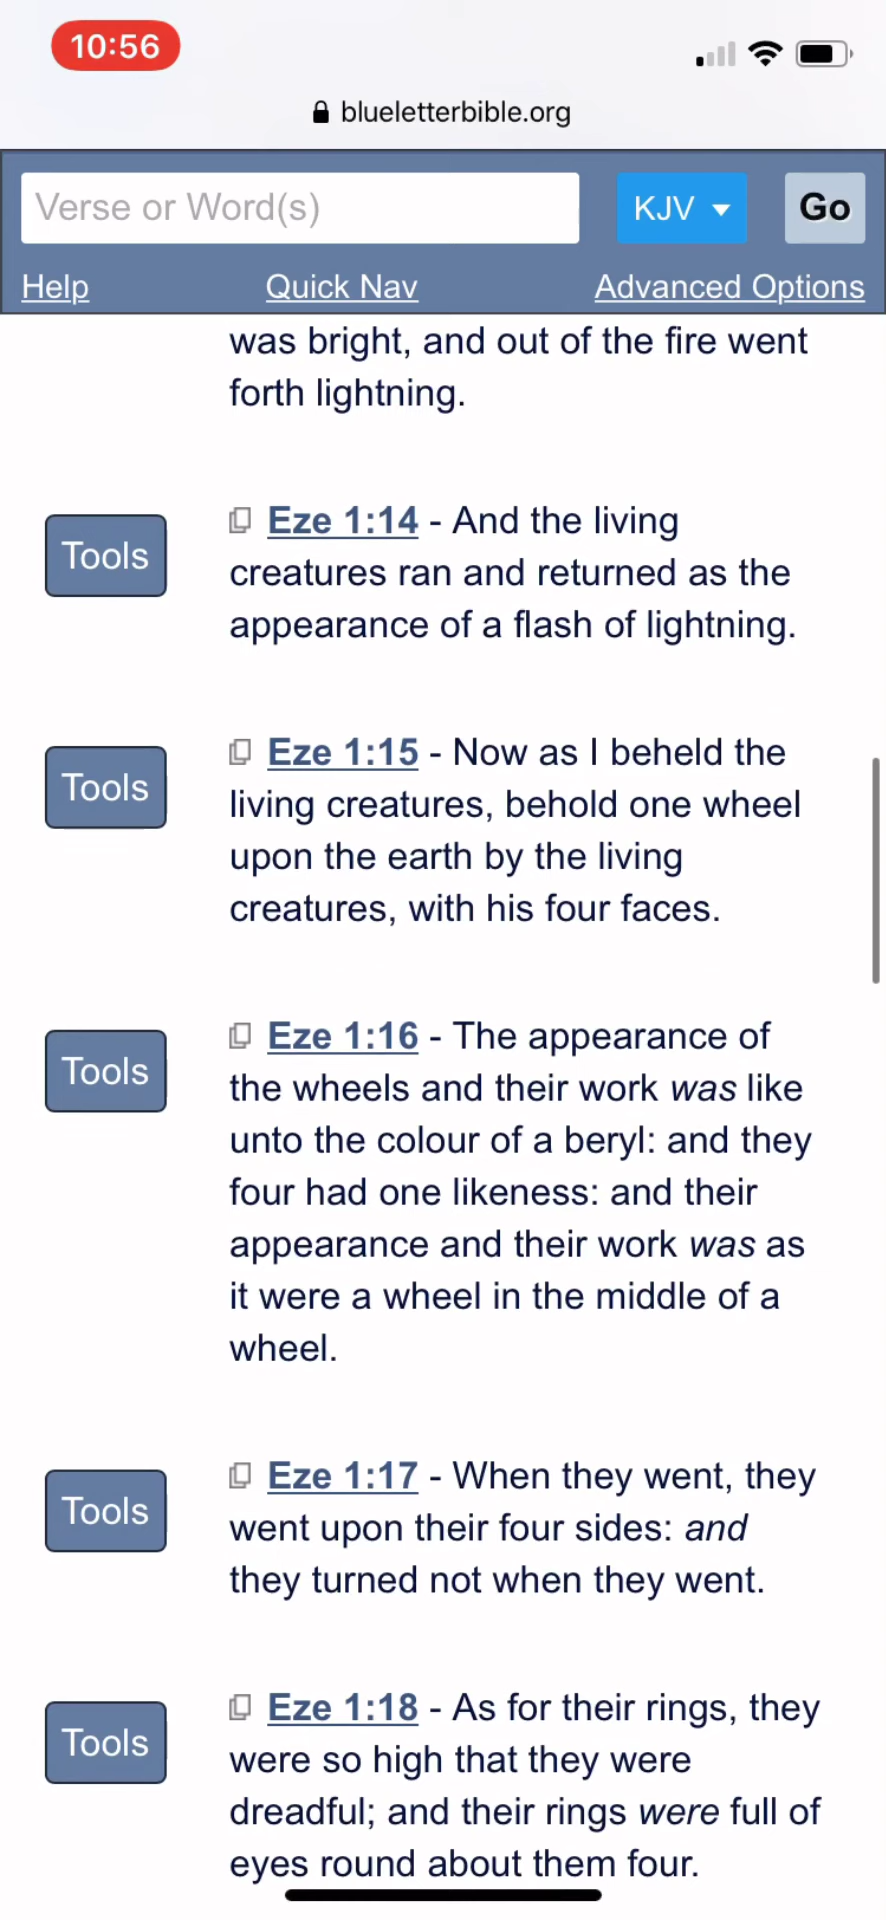 10:56
blueletterbible.org
Verse or Word(s)
KJV
Go
Help
Quick Nav
Advanced Options
was bright, and out of the fire went
forth lightning.
Tools
Eze 1:14 - And the living
creatures ran and returned as the
appearance of a flash of lightning.
Tools
Eze 1:15 - Now as I beheld the
living creatures, behold one wheel
upon the earth by the living
creatures, with his four faces.
Tools
Eze 1:16 - The appearance of
the wheels and their work was like
unto the colour of a beryl: and they
four had one likeness: and their
appearance and their work was as
it were a wheel in the middle of a
wheel.
Tools
Eze 1:17 - When they went, they
went upon their four sides: and
they turned not when they went.
Tools
Eze 1:18 - As for their rings, they
were so high that they were
dreadful; and their rings were full of
eyes round about them four.